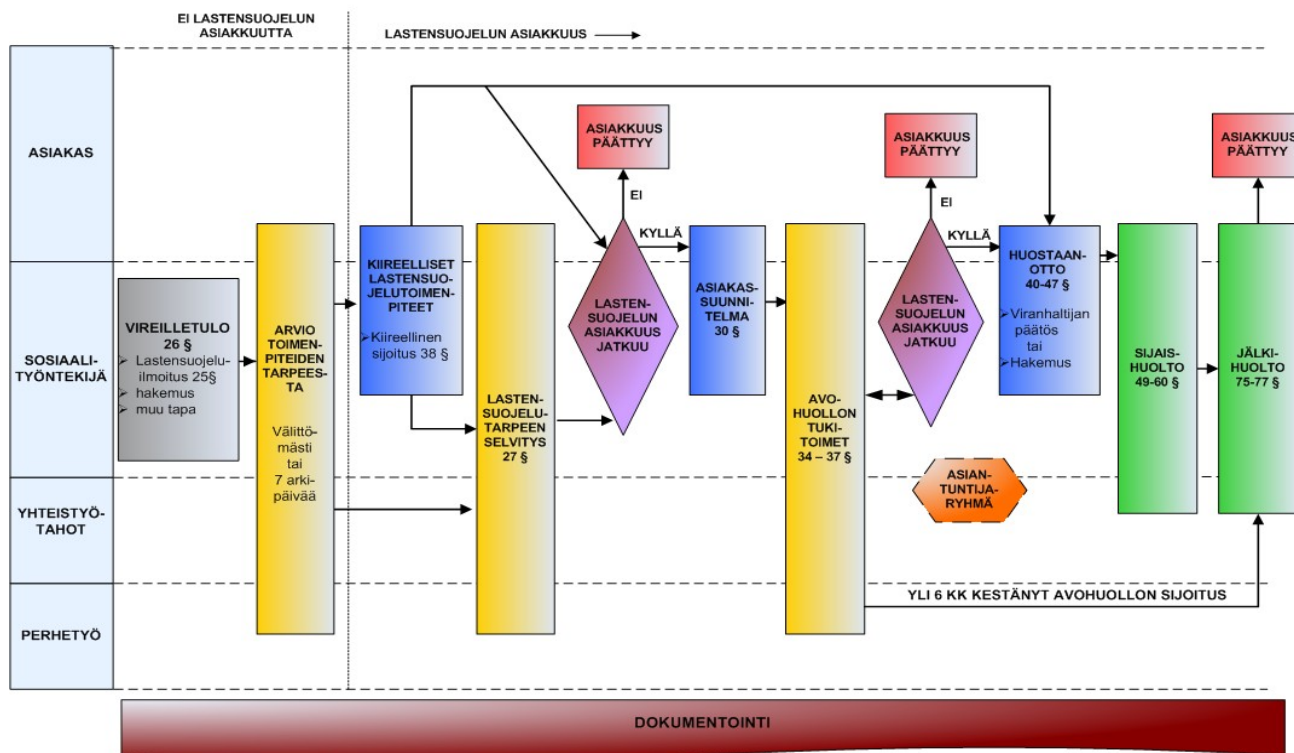 EI LASTENSUOJELUN
ASIAKKUUTTA
LASTENSUOJELUN ASIAKKUUS
ASIAKAS
SOSIAALI-
TYÖNTEKIJÄ
YHTEISTYÖ-
TAHOT
PERHETYÖ
VIREILLETULO
26 §
Lastensuojelu-
ilmoitus 25§
hakemus
muu tapa
ARVIO
TOIMEN-
PITEIDEN
TARPEES-
TA
Välittö-
mästi
tai
7 arki-
päivää
KIIREELLISET
LASTENSUO-
JELUTOIMEN-
PITEET
Kiireellinen
sijoitus 38 §
LASTEN-
SUOJELU-
TARPEEN
SELVITYS
27 §
ASIAKKUUS
PÄÄTTYY
EI
KYLLÄ
LASTEN-
SUOJELUN
ASIAKKUUS
JATKUU
ASIAKAS-
SUUNNI-
TELMA
30 §
AVO-
HUOLLON
TUKI-
TOIMET
34 – 37 §
ASIAKKUUS
PÄÄTTYY
EI
KYLLÄ
LASTEN-
SUOJELUN
ASIAKKUUS
JATKUU
ASIAN-
TUNTIJA-
RYHMÄ
HUOSTAAN-
OTTO
40-47 §
Viranhaltijan
päätös
tai
Hakemus
SIJAIS-
HUOLTO
49-60 §
ASIAKKUUS
PÄÄTTYY
JÄLKI-
HUOLTO
75-77 §
YLI 6 KK KESTÄNYT AVOHUOLLON SIJOITUS
DOKUMENTOINTI